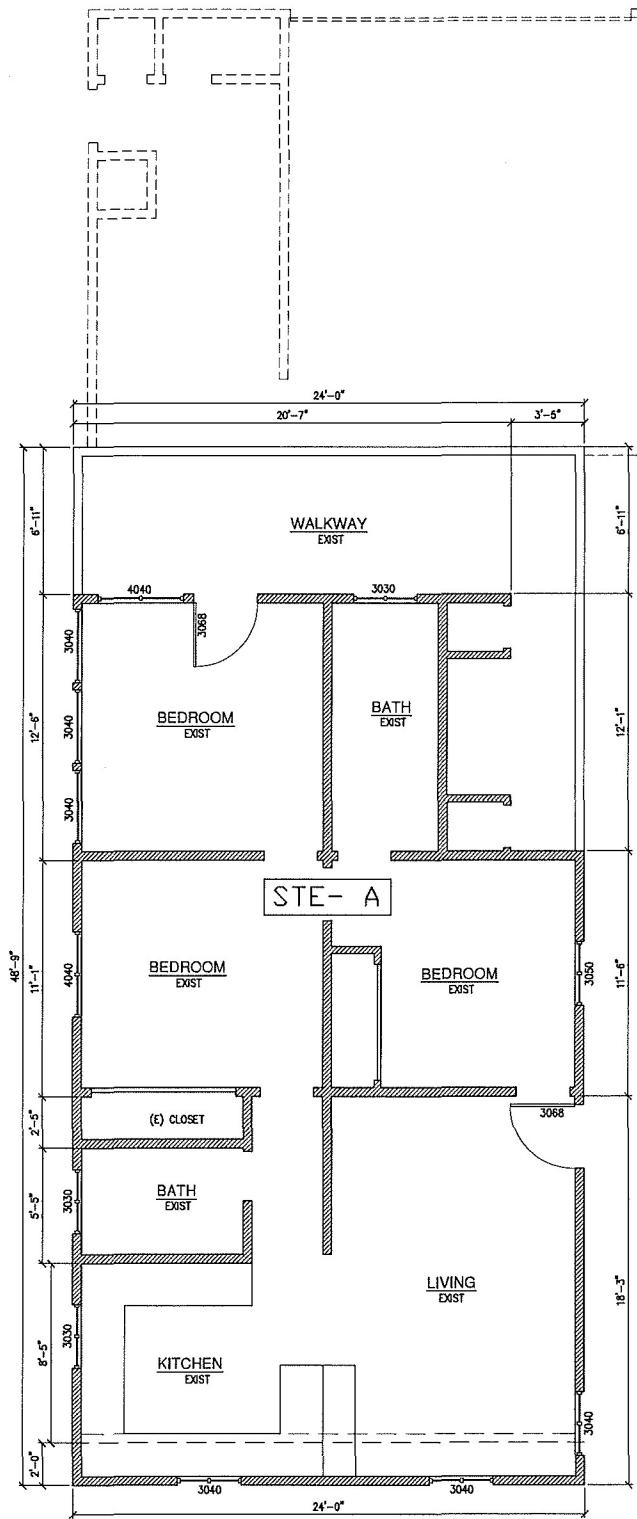 24'-0"
20'-7"
3'-5"
6'-11"
WALKWAY
EXIST
6'-11"
4040
3030
3068
3040
3040
3040
12'-6"
BEDROOM
EXIST
BATH
EXIST
12'-1"
STE- A
48'-9"
11'-1"
4040
BEDROOM
EXIST
BEDROOM
EXIST
3050
11'-6"
2'-5"
(E) CLOSET
3068
5'-5"
3030
BATH
EXIST
LIVING
EXIST
18'-3"
8'-5"
3030
KITCHEN
EXIST
3040
2'-0"
3040
3040
24'-0"